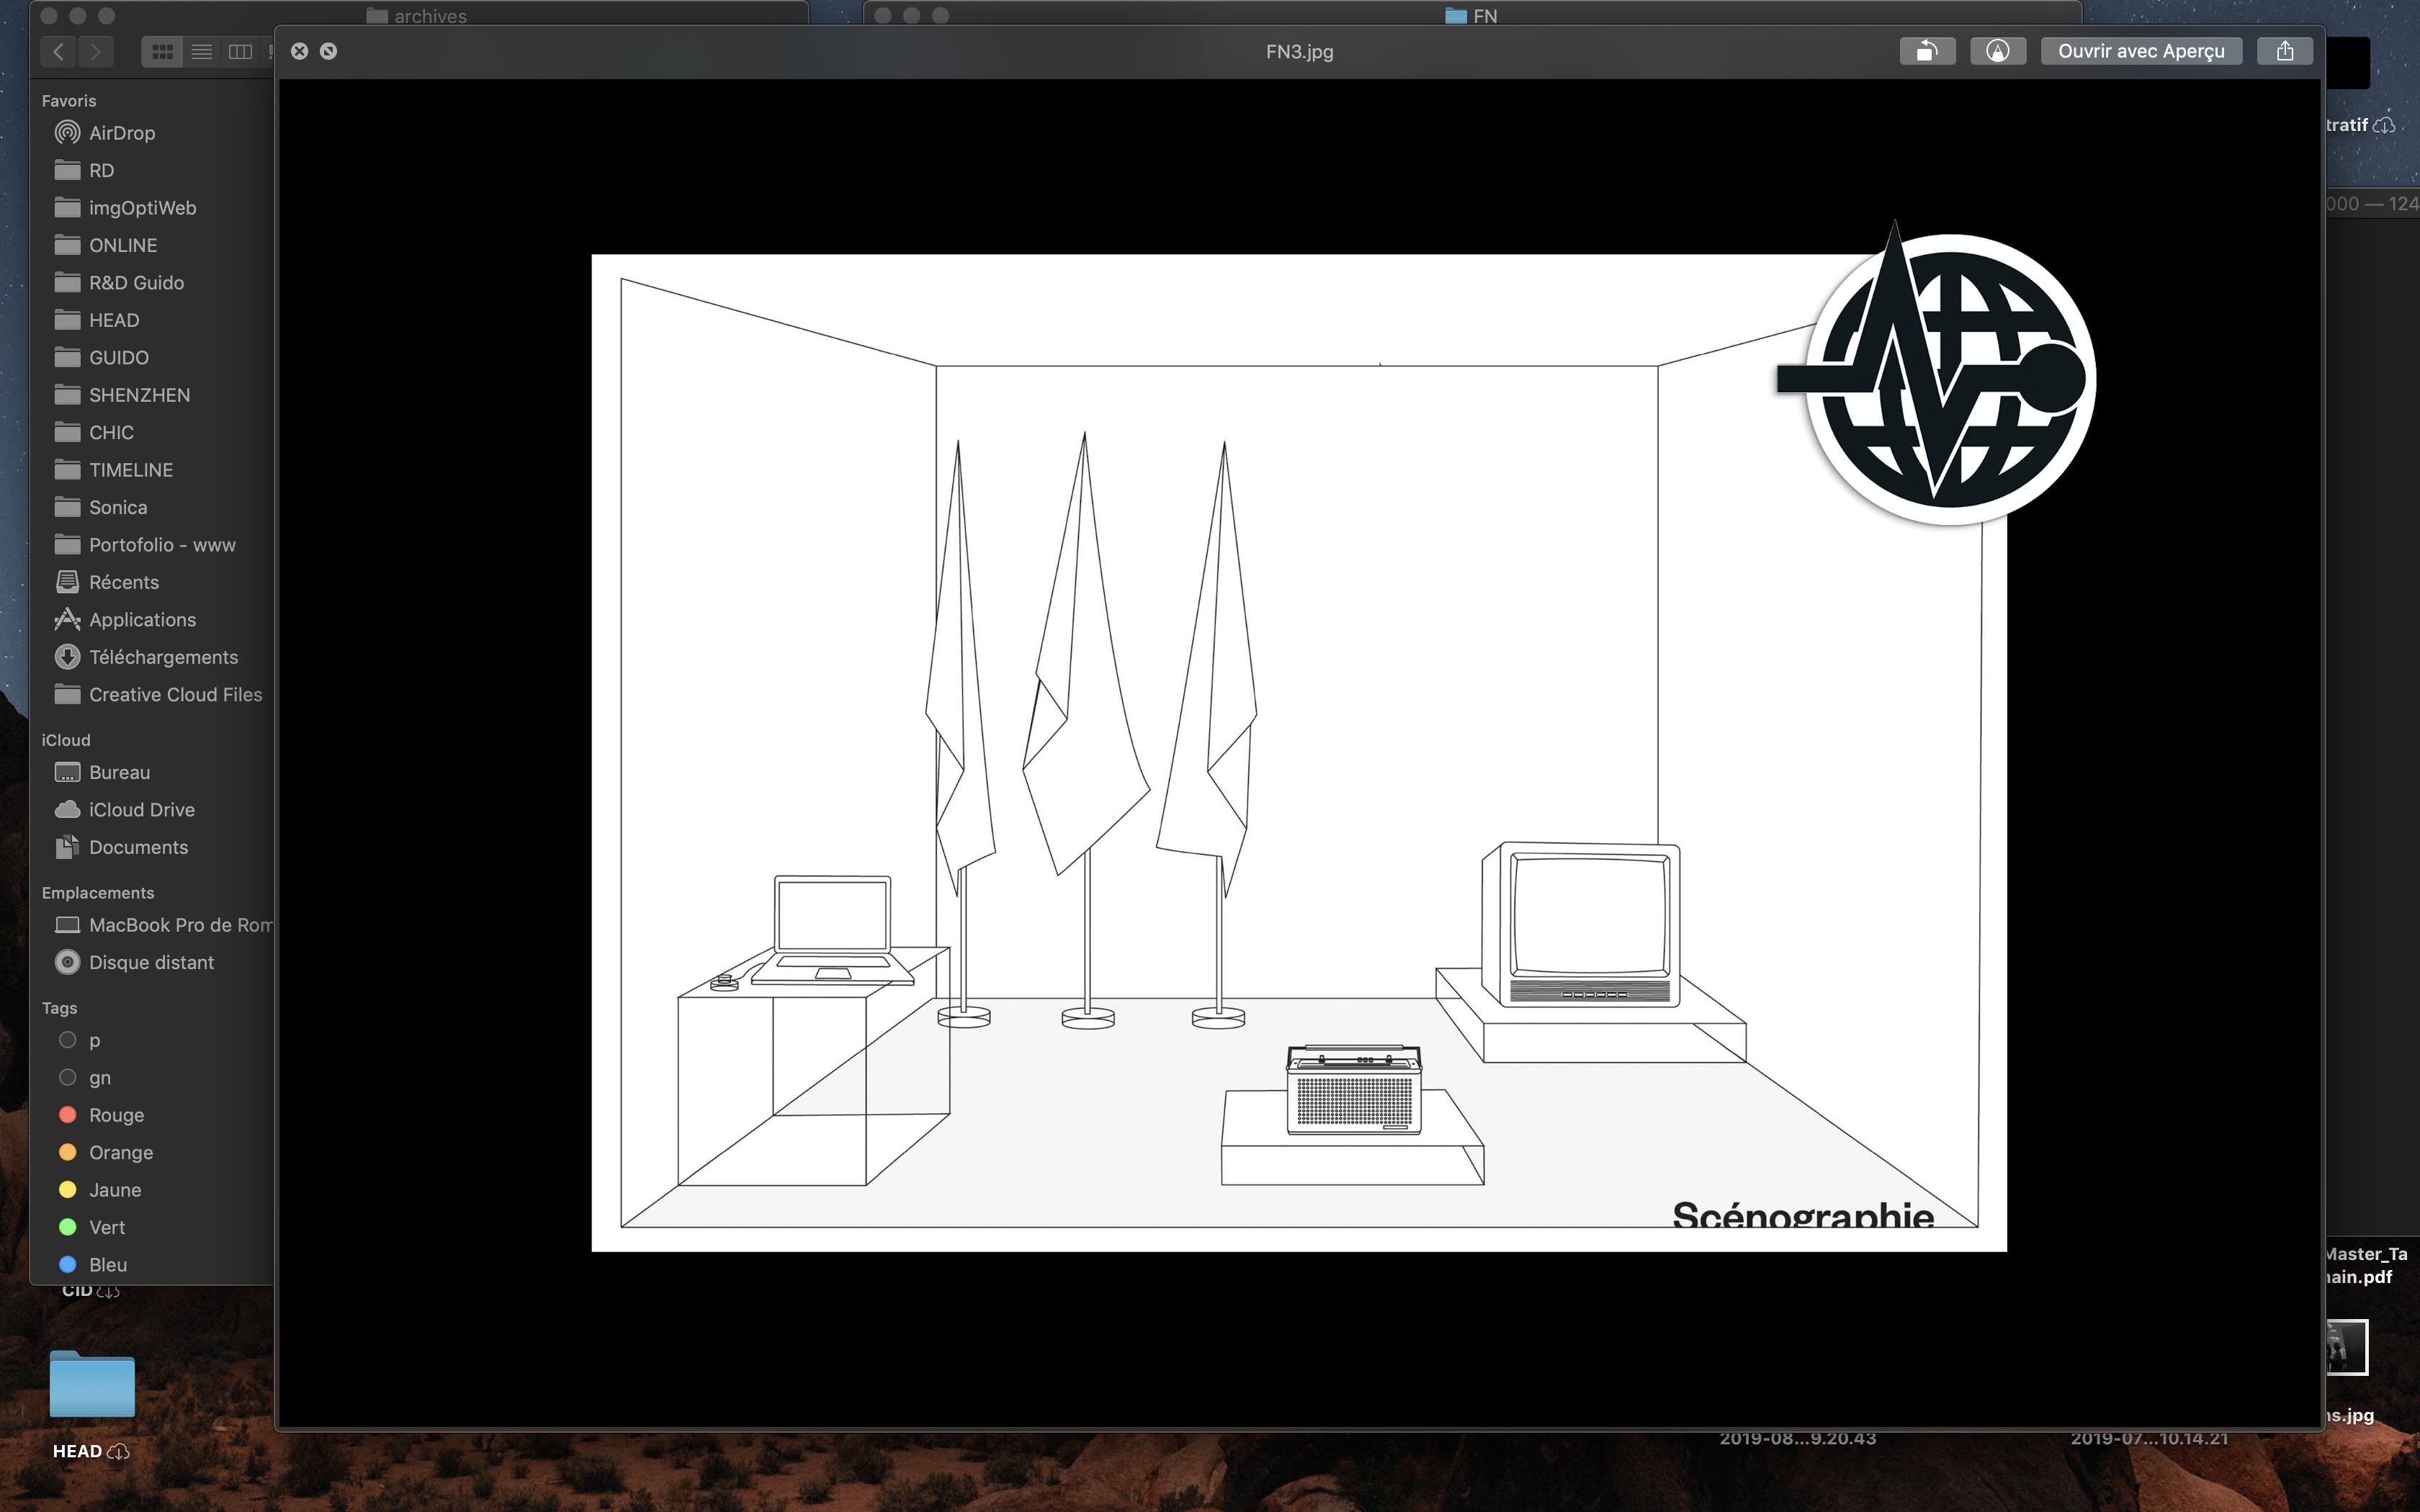 archives
FN
FN3.jpg
Ouvrir avec Aperçu
Favoris
AirDrop
RD
imgOptiWeb
ONLINE
R&D Guido
HEAD
GUIDO
SHENZHEN
CHIC
TIMELINE
Sonica
Portofolio - www
Récents
Applications
Téléchargements
Creative Cloud Files
iCloud
Bureau
iCloud Drive
Documents
Emplacements
MacBook Pro de Rom
Disque distant
Tags
p
gn
Rouge
Orange
Jaune
Vert
Bleu
CID
HEAD
Scénographie
tratif
000 — 124
Master_Ta
ain.pdf
s.jpg
2019-08...9.20.43
2019-07...10.14.21